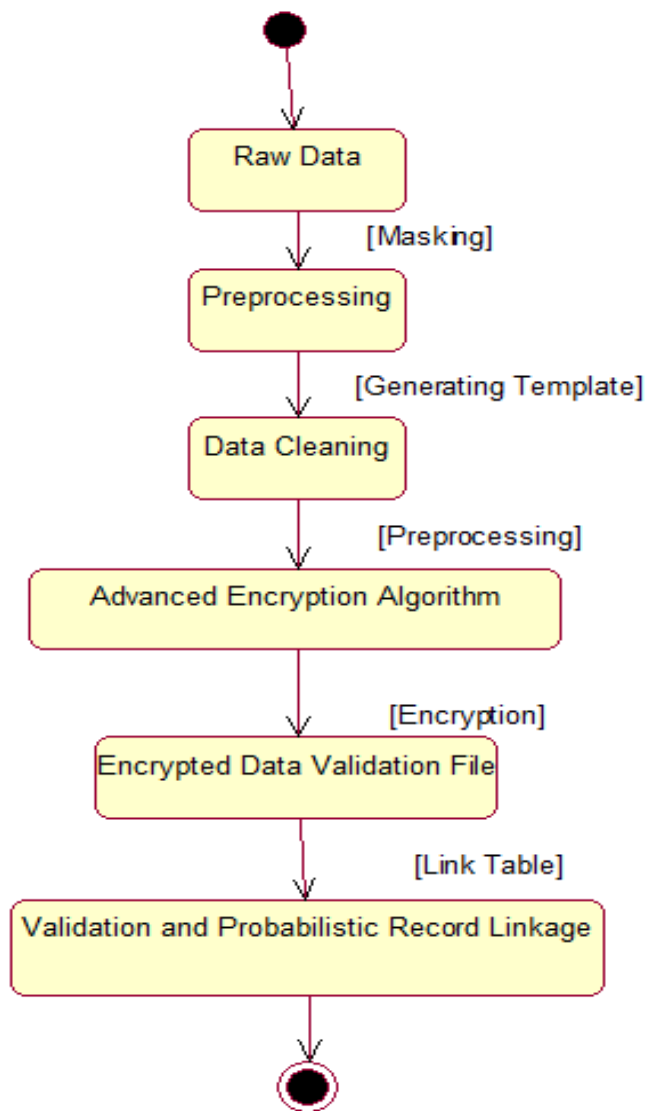 Raw Data
[Masking]
Preprocessing
[Generating Template]
Data Cleaning
[Preprocessing]
Advanced Encryption Algorithm
[Encryption]
Encrypted Data Validation File
[Link Table]
Validation and Probabilistic Record Linkage